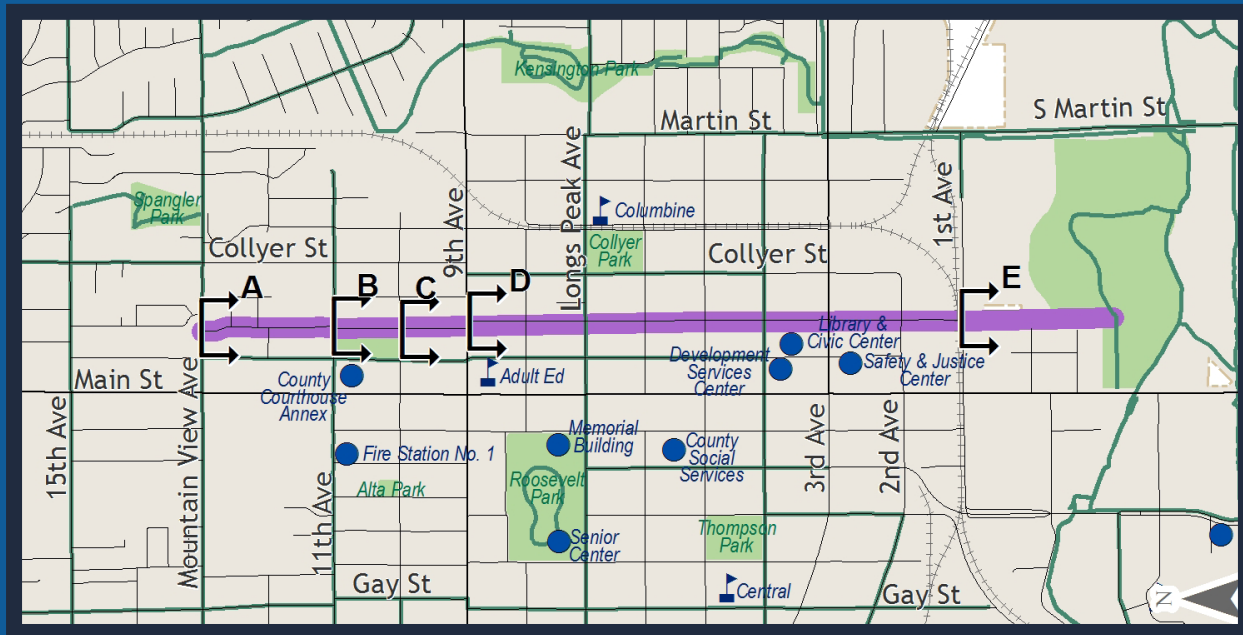 Kensington Park
Martin St
S Martin St
Spangler
Park
Columbine
Longs Peak Ave
9th Ave
1st Ave
Collyer St
Collyer
Park
Collyer St
A
B
C
D
E
Library &
Civic Center
Development
Services
Center
Safety & Justice
Center
Main St
County
Courthouse
Annex
Adult Ed
15th Ave
Mountain View Ave
11th Ave
3rd Ave
2nd Ave
Fire Station No. 1
Memorial
Building
County
Social
Services
Alta Park
Roosevelt
Park
Senior
Center
Thompson
Park
Gay St
Central
Gay St
N